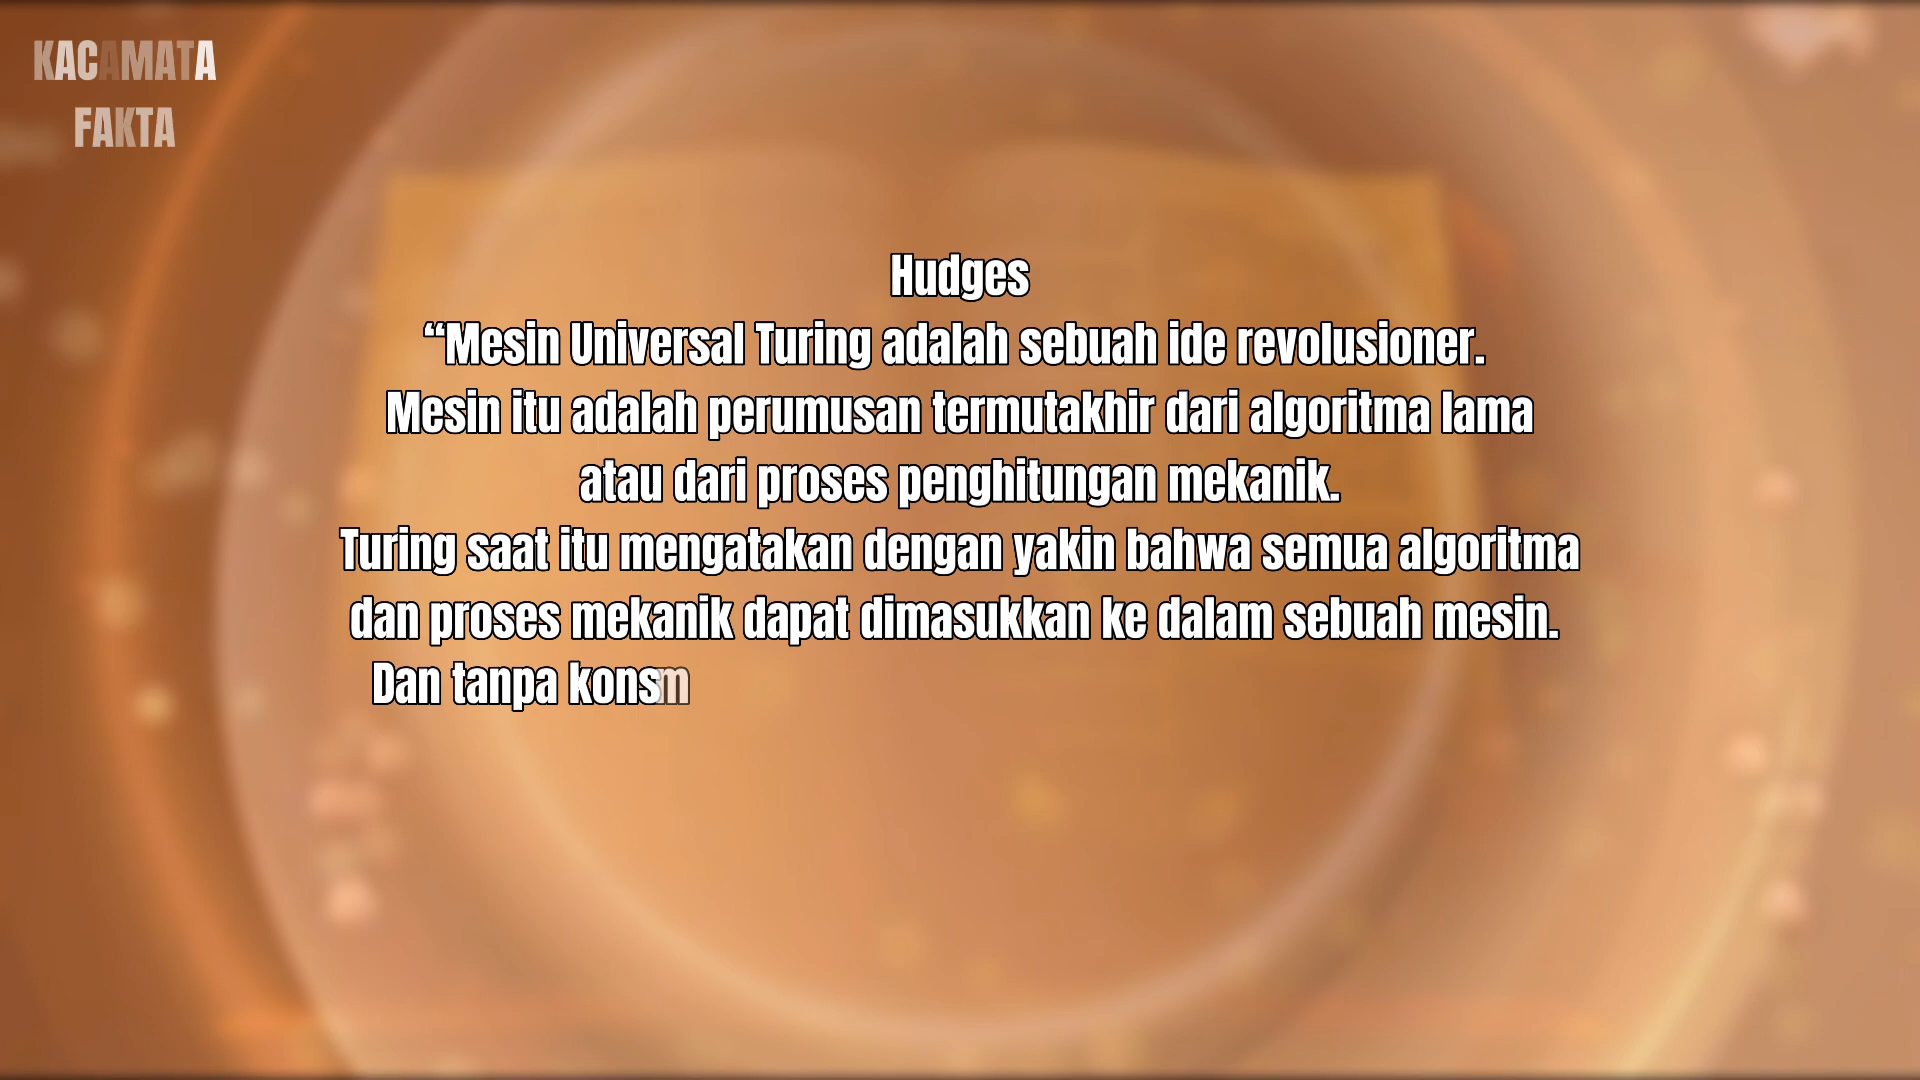 KACAMATA
FAKTA
Hudges
“Mesin Universal Turing adalah sebuah ide revolusioner.
Mesin itu adalah perumusan termutakhir dari algoritma lama
atau dari proses penghitungan mekanik.
Turing saat itu mengatakan dengan yakin bahwa semua algoritma
dan proses mekanik dapat dimasukkan ke dalam sebuah mesin.
Dan tanpa